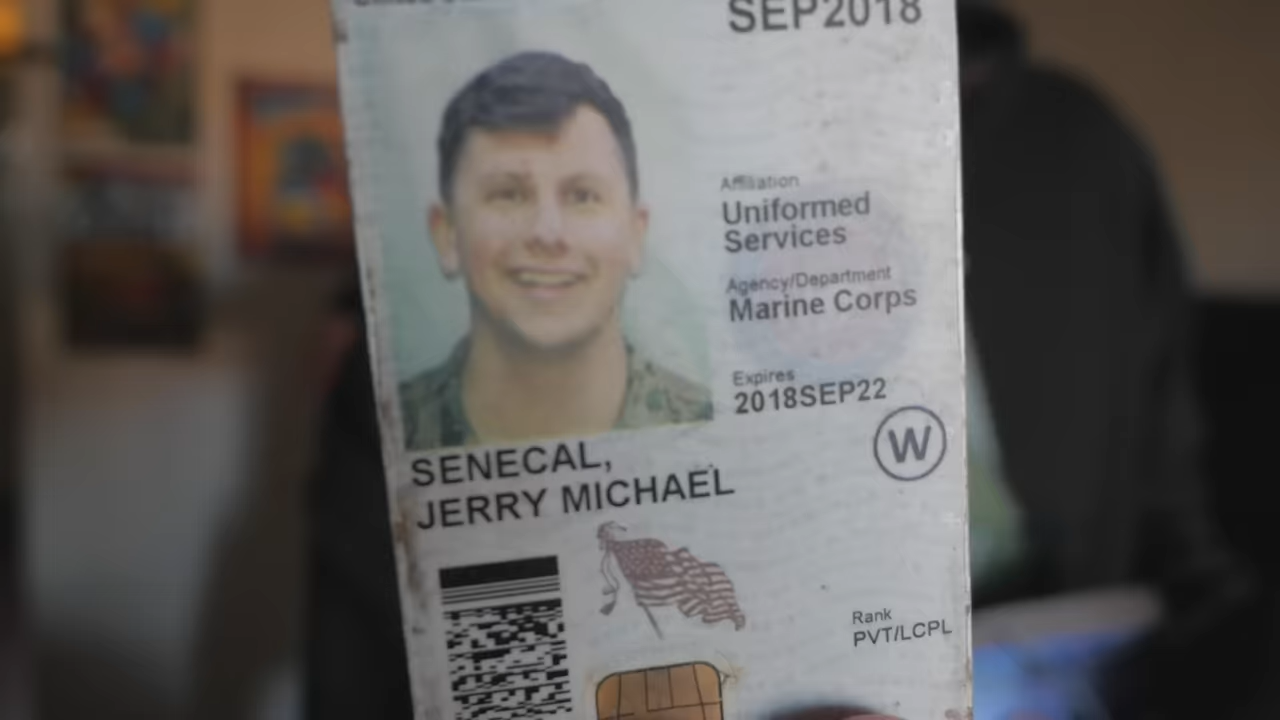 SEP2018
Affiliation
Uniformed
Services
Agency/Department
Marine Corps
Expires
2018SEP22
W
SENECAL,
JERRY MICHAEL
Rank
PVT/LCPL